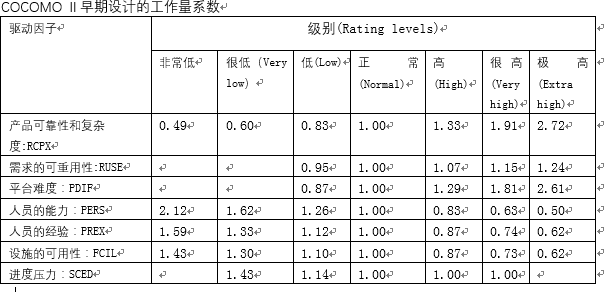 COCOMO II早期设计的工作量系数
驱动因子 级别(Rating levels)
非常低 很低 (Very low) 低(Low) 正常 (Normal) 高 (High) 很高 (Very high) 极高 (Extra high)
产品可靠性和复杂度:RCPX 0.49 0.60 0.83 1.00 1.33 1.91 2.72
需求的可重用性:RUSE 0.95 1.00 1.07 1.15 1.24
平台难度:PDIF 0.87 1.00 1.29 1.81 2.61
人员的能力:PERS 2.12 1.62 1.26 1.00 0.83 0.63 0.50
人员的经验:PREX 1.59 1.33 1.12 1.00 0.87 0.74 0.62
设施的可用性:FCIL 1.43 1.30 1.10 1.00 0.87 0.73 0.62
进度压力:SCED 1.43 1.14 1.00 1.00 1.00